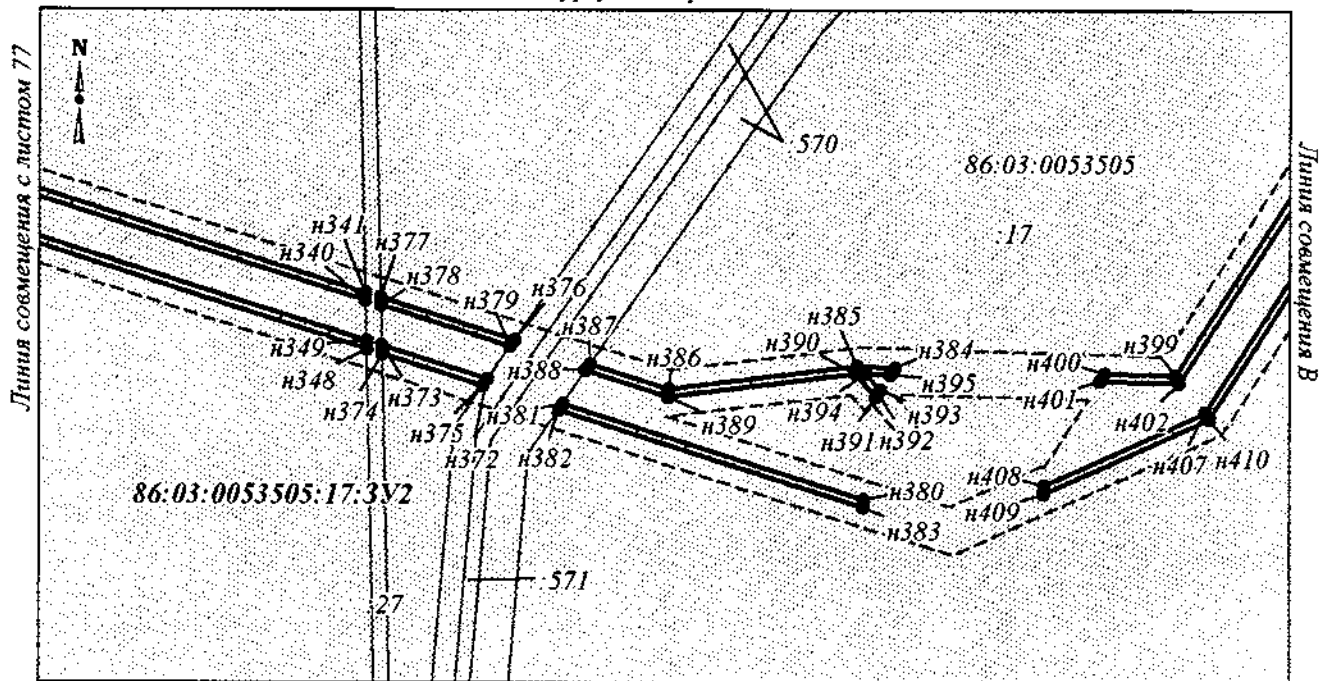 Линия совмещения с листом 77
N
:570
86:03:0053505
:17
Линия совмещения В
н341
н340
н377
н378
н379
н376
н387
н385
н390
н384
н386
н388
н400
н399
н395
н401
н349
н348
н374
н373
н375
н381
н372
н382
н389
н394
н391
н393
н392
н402
н407
н410
86:03:0053505:17:ЗУ2
н380
н383
н408
н409
:571
:27